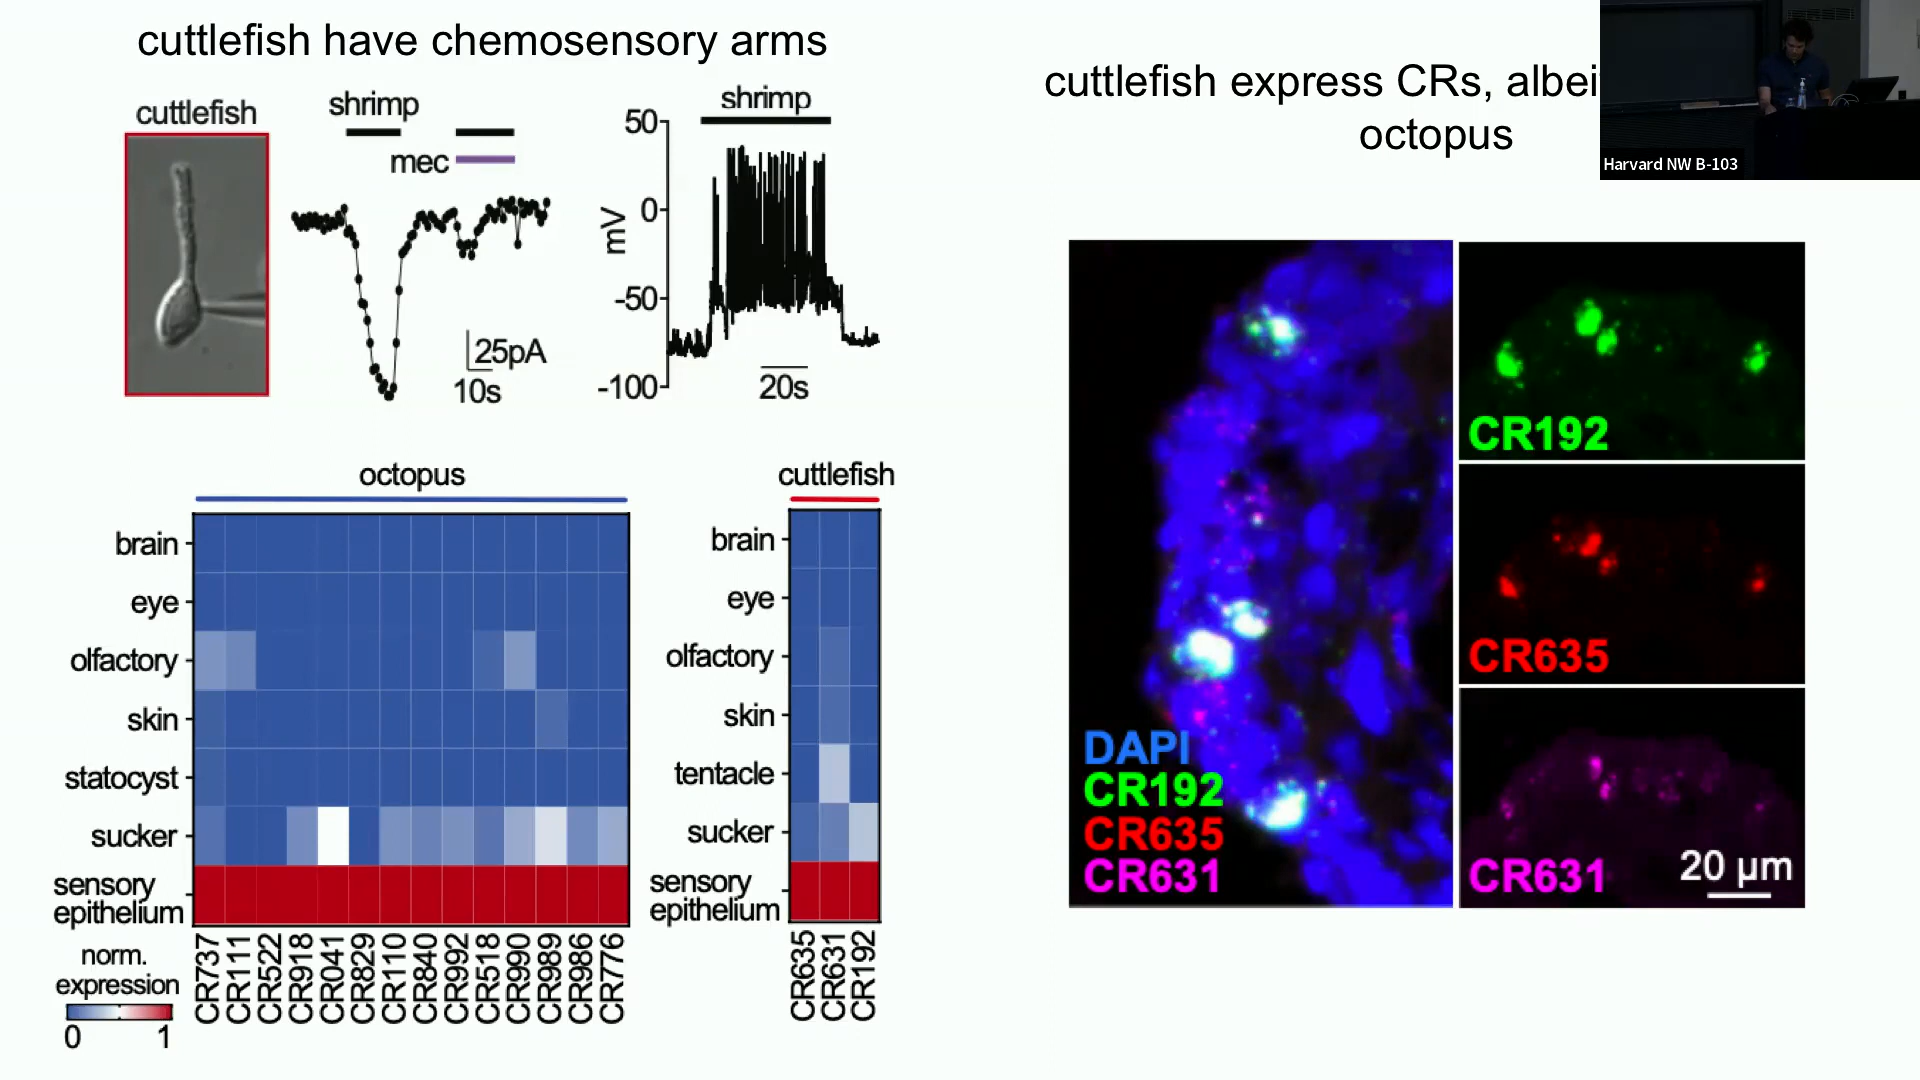 cuttlefish have chemosensory arms
cuttlefish
shrimp
mec
25pA
10s
shrimp
50
0
-50
-100
mV
20s
octopus
brain
eye
olfactory
skin
statocyst
sucker
sensory
epithelium
CR737
CR111
CR522
CR918
CR041
CR829
CR110
CR840
CR992
CR518
CR990
CR989
CR986
CR776
norm.
expression
0
1
cuttlefish
brain
eye
olfactory
skin
tentacle
sucker
sensory
epithelium
CR635
CR631
CR192
cuttlefish express CRs,
octopus
Harvard NW B-103
DAPI
CR192
CR635
CR631
CR192
CR635
CR631
20 µm